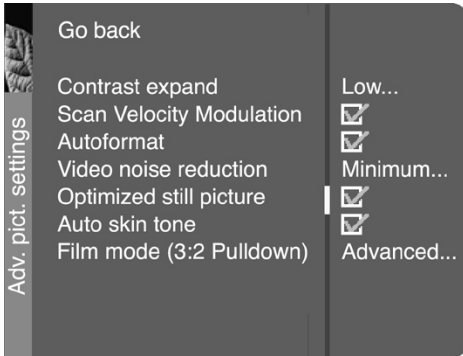 Adv. pict. settings
Go back
Contrast expand Low...
Scan Velocity Modulation
Autoformat
Video noise reduction Minimum...
Optimized still picture
Auto skin tone
Film mode (3:2 Pulldown) Advanced...